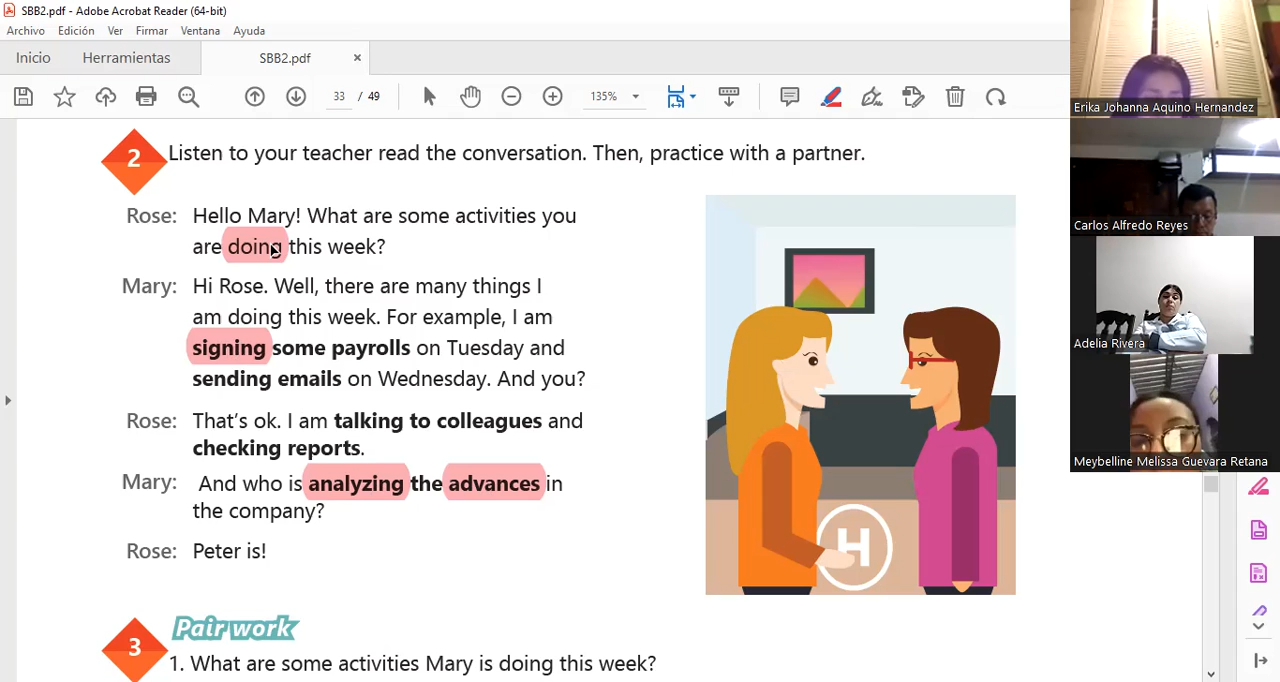 SBB2.pdf - Adobe Acrobat Reader (64-bit)
Archivo Edición Ver Firmar Ventana Ayuda
Inicio Herramientas SBB2.pdf ×
33 / 49 135%
2 Listen to your teacher read the conversation. Then, practice with a partner.
Rose: Hello Mary! What are some activities you
are doing this week?
Mary: Hi Rose. Well, there are many things I
am doing this week. For example, I am
signing some payrolls on Tuesday and
sending emails on Wednesday. And you?
Rose: That's ok. I am talking to colleagues and
checking reports.
Mary: And who is analyzing the advances in
the company?
Rose: Peter is!
H
3 Pair work
1. What are some activities Mary is doing this week?
Erika Johanna Aquino Hernandez
Carlos Alfredo Reyes
Adelia Rivera
Meybelline Melissa Guevara Retana